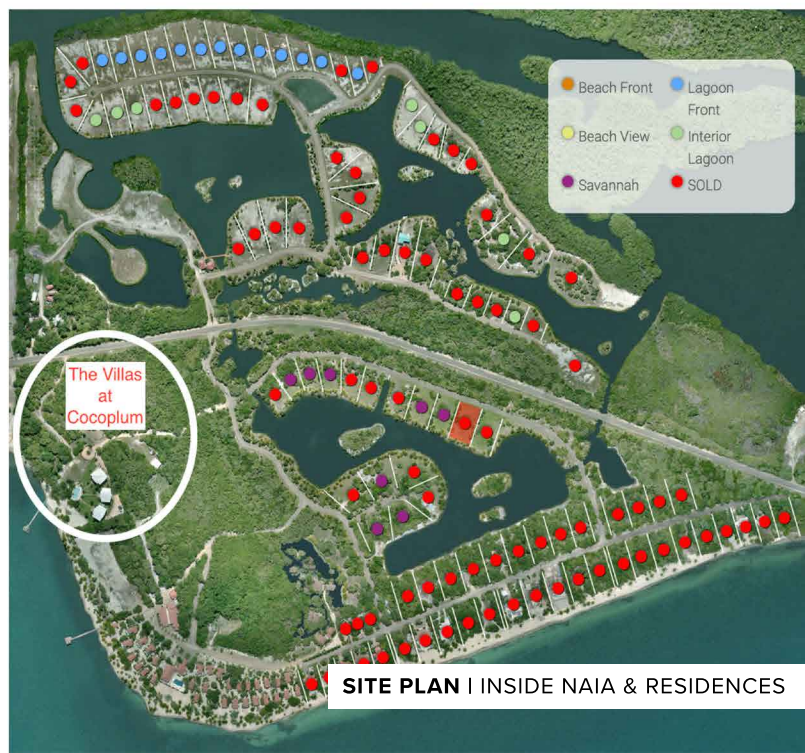 Beach Front
Lagoon
Front
Beach View
Interior
Lagoon
Savannah
SOLD
The Villas
at
Cocoplum
SITE PLAN | INSIDE NAIA & RESIDENCES